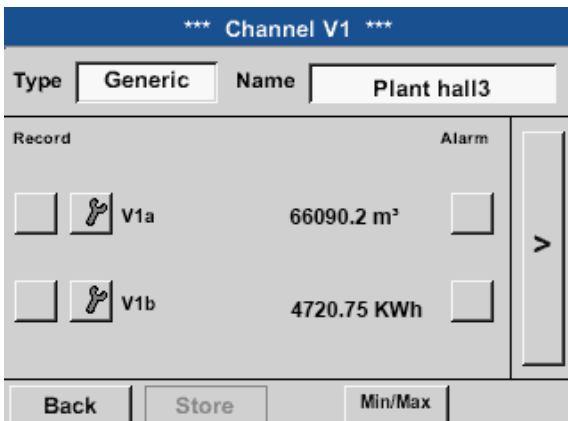 *** Channel V1 ***
Type Generic Name Plant hall3
Record Alarm
V1a 66090.2 m³
>
V1b 4720.75 KWh
Back Store Min/Max